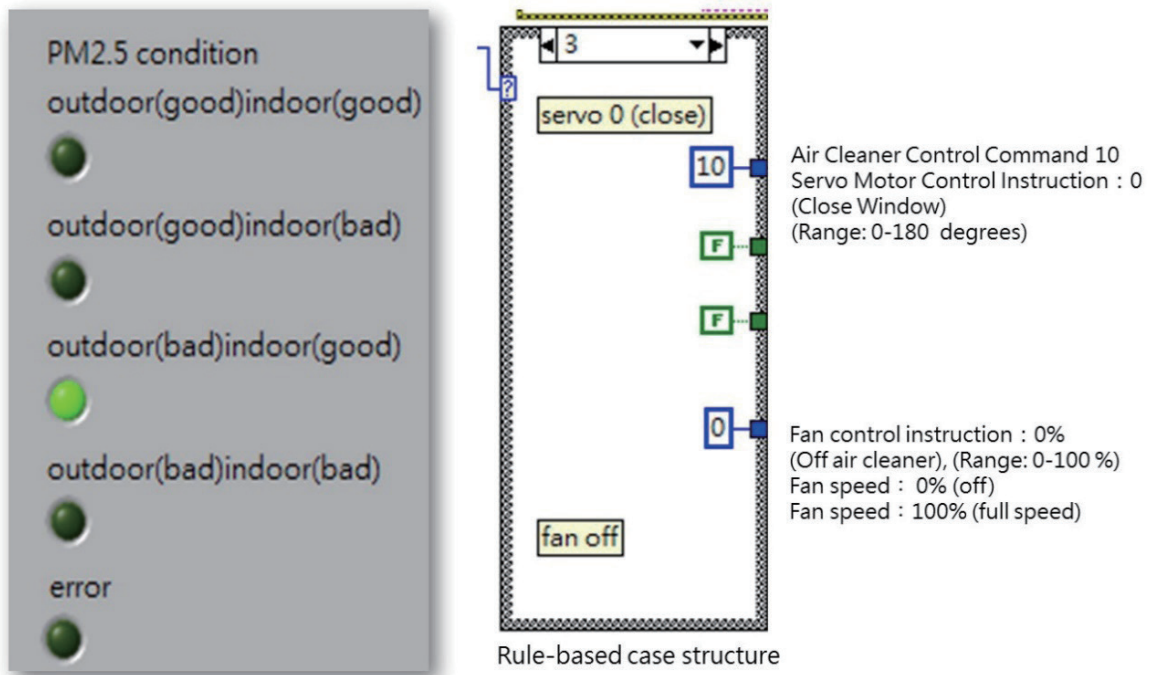 PM2.5 condition
outdoor(good)indoor(good)
outdoor(good)indoor(bad)
outdoor(bad)indoor(good)
outdoor(bad)indoor(bad)
error
3
?
servo 0 (close)
10
F
F
0
fan off
Rule-based case structure
Air Cleaner Control Command 10
Servo Motor Control Instruction：0
(Close Window)
(Range: 0-180 degrees)
Fan control instruction：0%
(Off air cleaner), (Range: 0-100 %)
Fan speed： 0% (off)
Fan speed：100% (full speed)